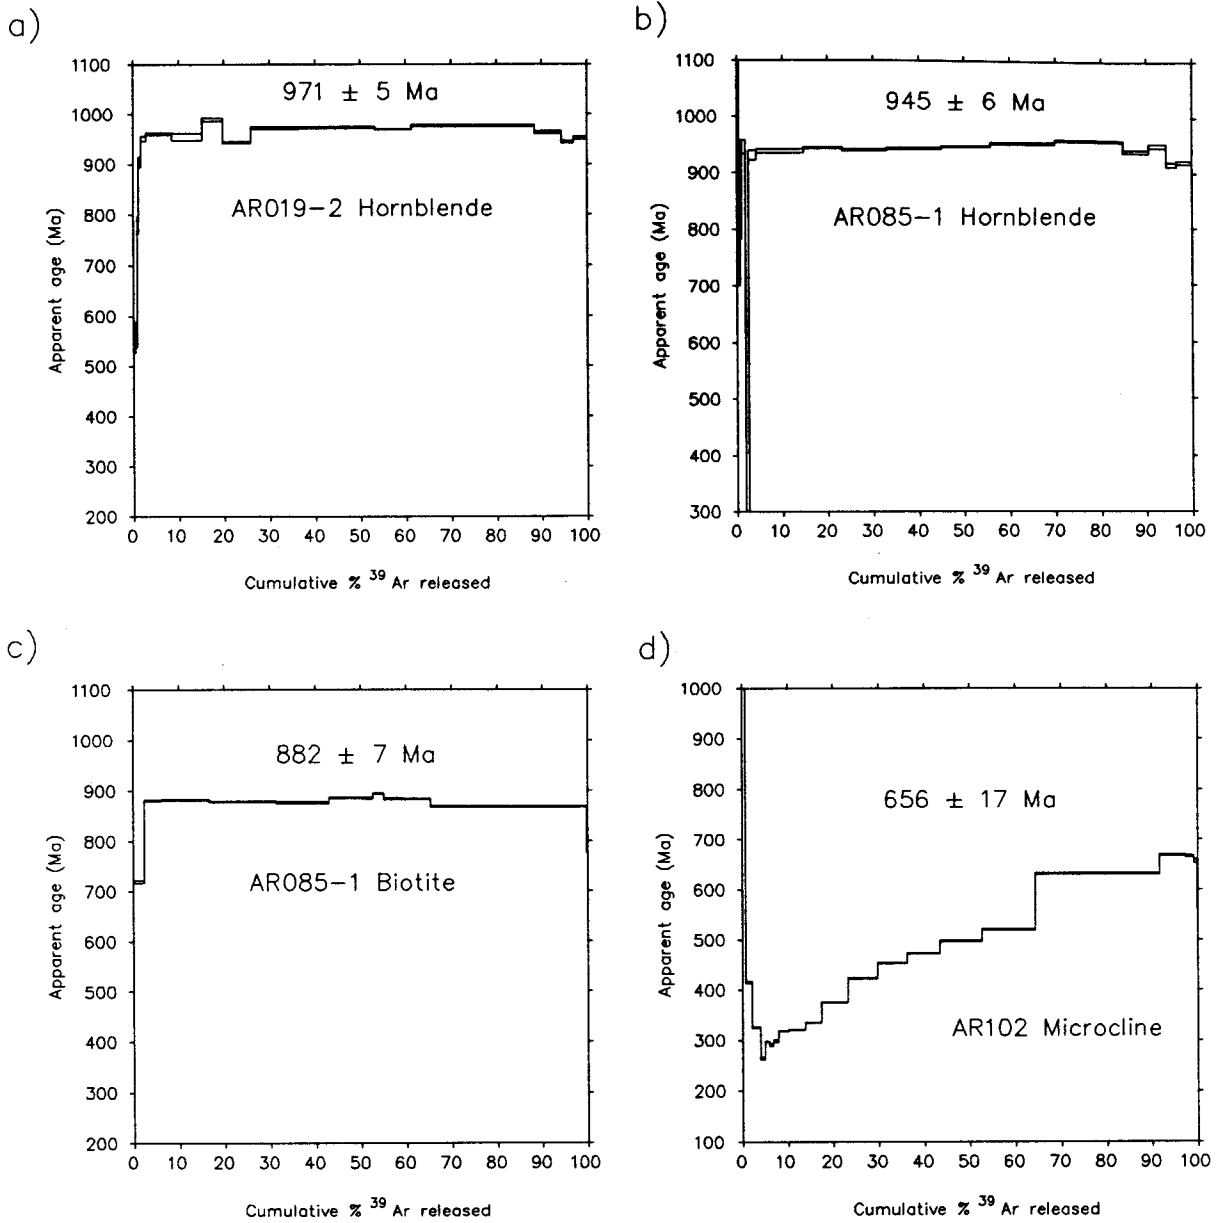 a)
1100
1000
900
800
700
600
500
400
300
200
Apparent age (Ma)
971 ± 5 Ma
AR019-2 Hornblende
0 10 20 30 40 50 60 70 80 90 100
Cumulative % 39 Ar released
b)
1100
1000
900
800
700
600
500
400
300
Apparent age (Ma)
945 ± 6 Ma
AR085-1 Hornblende
0 10 20 30 40 50 60 70 80 90 100
Cumulative % 39 Ar released
c)
1100
1000
900
800
700
600
500
400
300
200
Apparent age (Ma)
882 ± 7 Ma
AR085-1 Biotite
0 10 20 30 40 50 60 70 80 90 100
Cumulative % 39 Ar released
d)
1000
900
800
700
600
500
400
300
200
100
Apparent age (Ma)
656 ± 17 Ma
AR102 Microcline
0 10 20 30 40 50 60 70 80 90 100
Cumulative % 39 Ar released